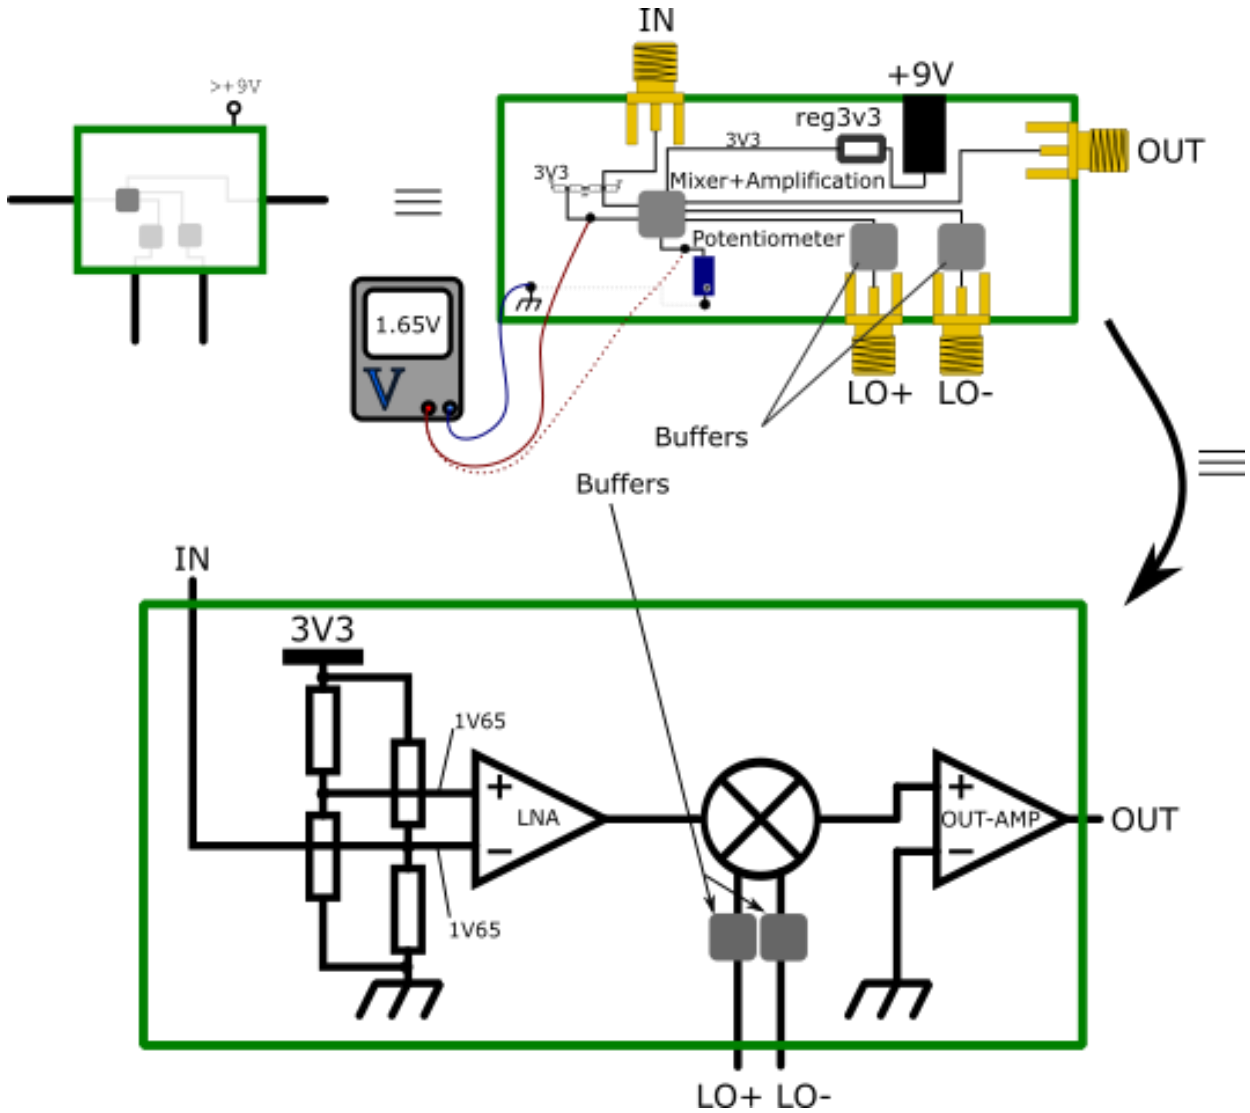 IN
>+9V
+9V
reg3v3
3V3
OUT
3V3
Mixer+Amplification
Potentiometer
1.65V
V
LO+ LO-
Buffers
Buffers
IN
3V3
1V65
+
LNA
-
1V65
+
OUT-AMP
-
OUT
LO+ LO-